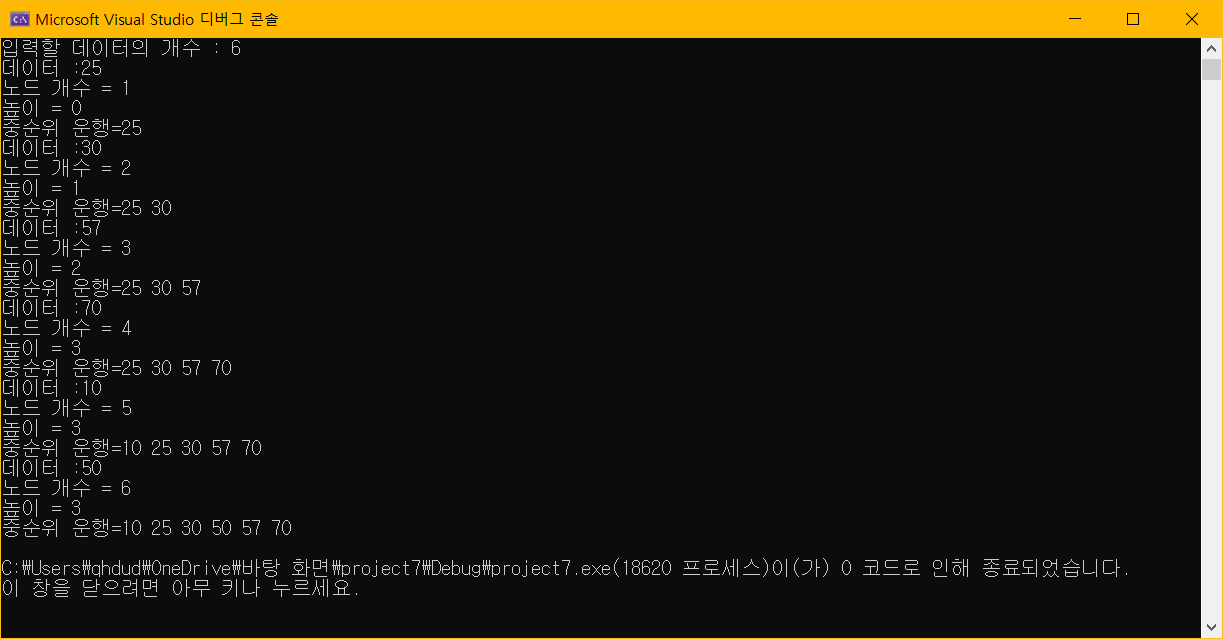 Microsoft Visual Studio 디버그 콘솔
입력할 데이터의 개수 : 6
데이터 :25
노드 개수 = 1
높이 = 0
중순위 운행=25
데이터 :30
노드 개수 = 2
높이 = 1
중순위 운행=25 30
데이터 :57
노드 개수 = 3
높이 = 2
중순위 운행=25 30 57
데이터 :70
노드 개수 = 4
높이 = 3
중순위 운행=25 30 57 70
데이터 :10
노드 개수 = 5
높이 = 3
중순위 운행=10 25 30 57 70
데이터 :50
노드 개수 = 6
높이 = 3
중순위 운행=10 25 30 50 57 70
C:₩Users₩qhdud₩OneDrive₩바탕 화면₩project7₩Debug₩project7.exe(18620 프로세스)이(가) 0 코드로 인해 종료되었습니다.
이 창을 닫으려면 아무 키나 누르세요.